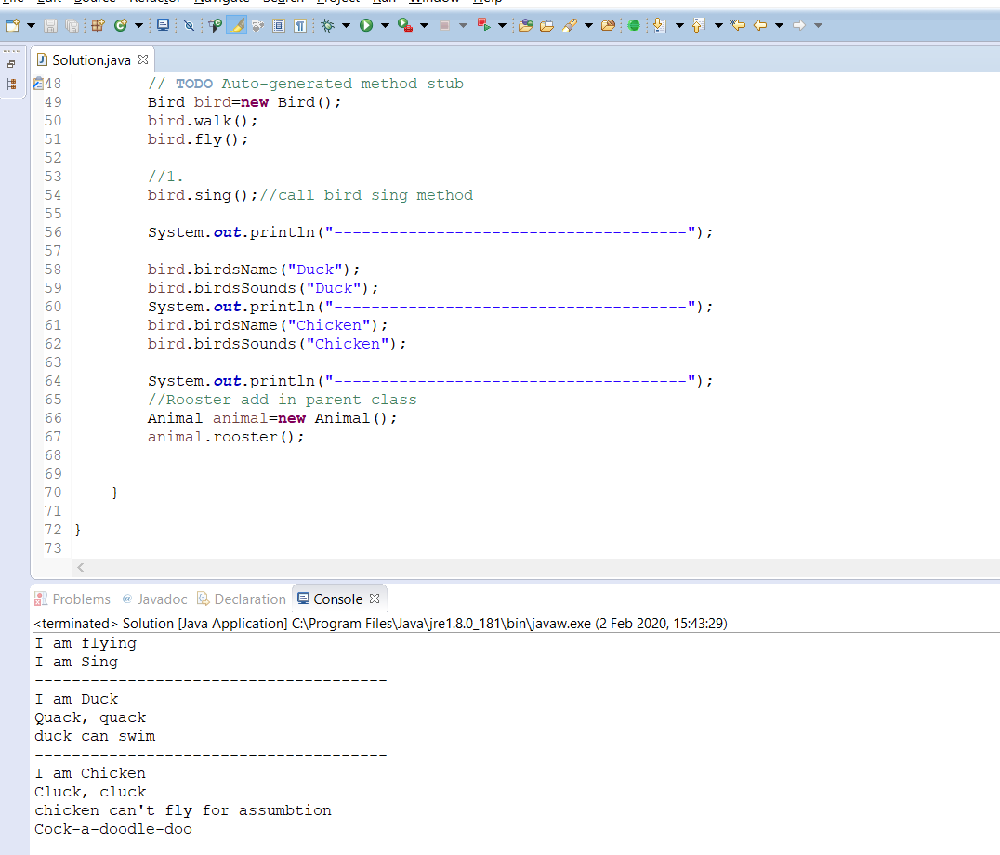 File Edit Source Refactor Navigate Search Project Run Window Help
Solution.java
48 // TODO Auto-generated method stub
49 Bird bird=new Bird();
50 bird.walk();
51 bird.fly();
52
53 //1.
54 bird.sing();//call bird sing method
55
56 System.out.println("--------------------------------------");
57
58 bird.birdsName("Duck");
59 bird.birdsSounds("Duck");
60 System.out.println("--------------------------------------");
61 bird.birdsName("Chicken");
62 bird.birdsSounds("Chicken");
63
64 System.out.println("--------------------------------------");
65 //Rooster add in parent class
66 Animal animal=new Animal();
67 animal.rooster();
68
69
70 }
71
72 }
73
Problems @ Javadoc Declaration Console
<terminated> Solution [Java Application] C:\Program Files\Java\jre1.8.0_181\bin\javaw.exe (2 Feb 2020, 15:43:29)
I am flying
I am Sing
--------------------------------------
I am Duck
Quack, quack
duck can swim
--------------------------------------
I am Chicken
Cluck, cluck
chicken can't fly for assumbtion
Cock-a-doodle-doo